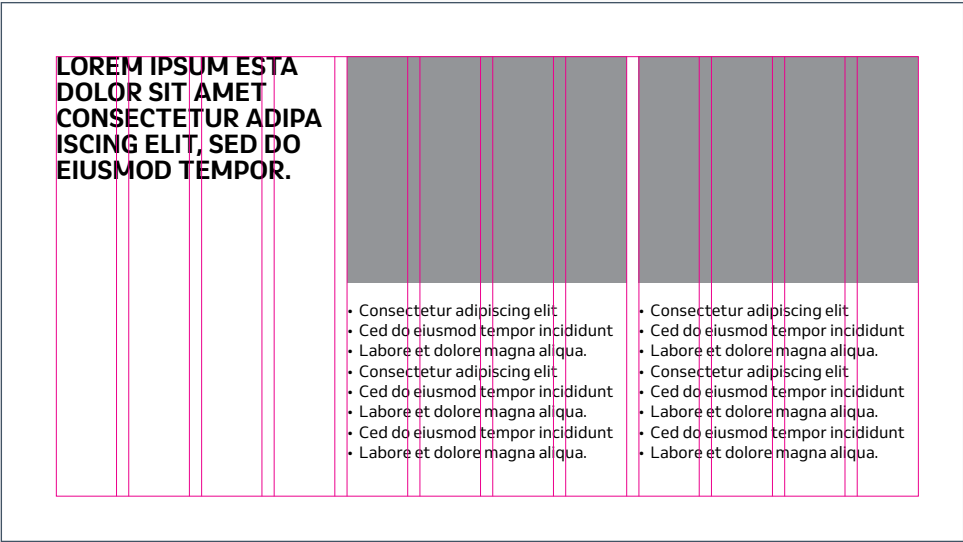 LOREM IPSUM ESTA
DOLOR SIT AMET
CONSECTETUR ADIPA
ISCING ELIT, SED DO
EIUSMOD TEMPOR.
• Consectetur adipiscing elit
• Ced do eiusmod tempor incididunt
• Labore et dolore magna aliqua.
• Consectetur adipiscing elit
• Ced do eiusmod tempor incididunt
• Labore et dolore magna aliqua.
• Ced do eiusmod tempor incididunt
• Labore et dolore magna aliqua.
• Consectetur adipiscing elit
• Ced do eiusmod tempor incididunt
• Labore et dolore magna aliqua.
• Consectetur adipiscing elit
• Ced do eiusmod tempor incididunt
• Labore et dolore magna aliqua.
• Ced do eiusmod tempor incididunt
• Labore et dolore magna aliqua.